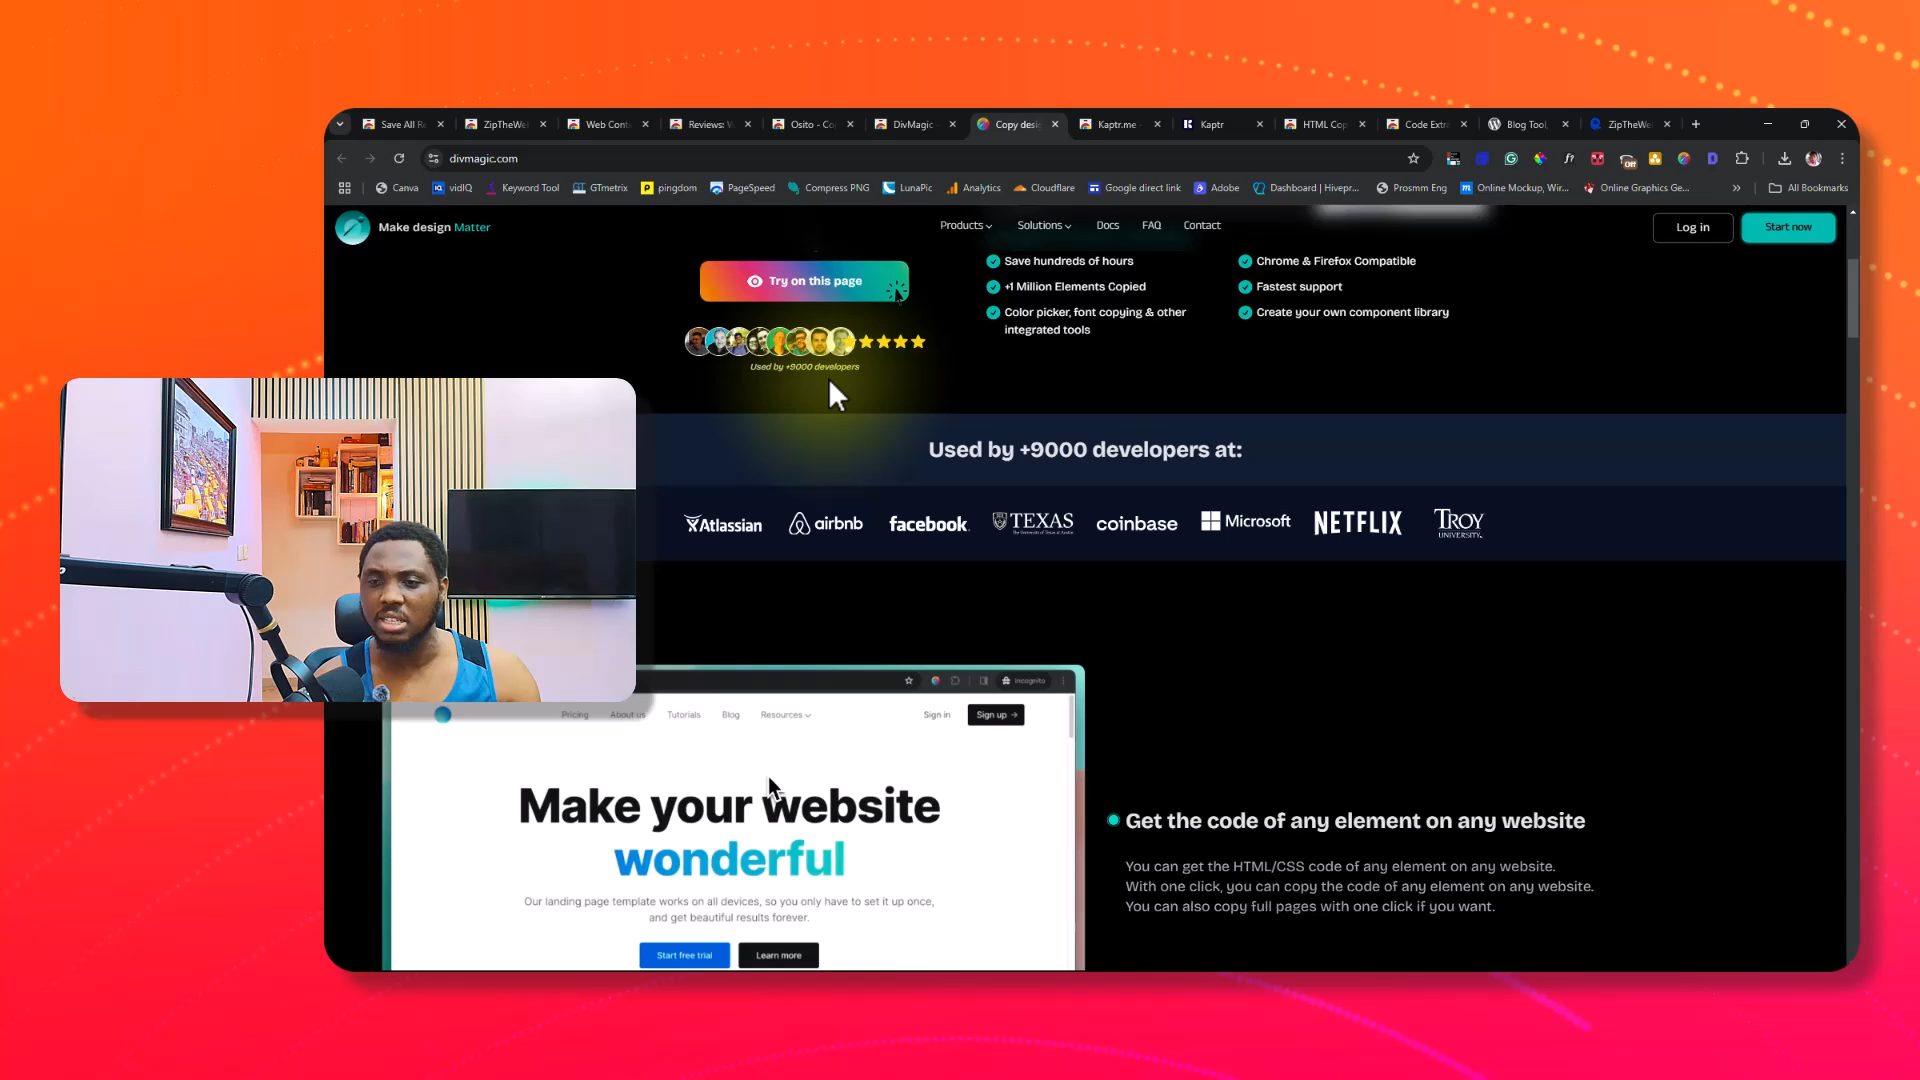 Save All Re
ZipTheWe
Web Cont
Reviews: W
Osito - Co
DivMagic -
Copy desi
Kaptr.me -
Kaptr
HTML Cop
Code Extra
Blog Tool,
ZipTheWe
divmagic.com
Off
Canva
vidIQ
Keyword Tool
GTmetrix
pingdom
PageSpeed
Compress PNG
LunaPic
Analytics
Cloudflare
Google direct link
Adobe
Dashboard | Hivepr...
Prosmm Eng
Online Mockup, Wir...
Online Graphics Ge...
»
All Bookmarks
Make design Matter
Products
Solutions
Docs
FAQ
Contact
Log in
Start now
Try on this page
Used by +9000 developers
Save hundreds of hours
+1 Million Elements Copied
Color picker, font copying & other
integrated tools
Chrome & Firefox Compatible
Fastest support
Create your own component library
Used by +9000 developers at:
Atlassian
airbnb
facebook
TEXAS
coinbase
Microsoft
NETFLIX
TROY
UNIVERSITY
Incognito
Pricing
About us
Tutorials
Blog
Resources
Sign in
Sign up →
Make your website
wonderful
Our landing page template works on all devices, so you only have to set it up once,
and get beautiful results forever.
Start free trial
Learn more
Get the code of any element on any website
You can get the HTML/CSS code of any element on any website.
With one click, you can copy the code of any element on any website.
You can also copy full pages with one click if you want.